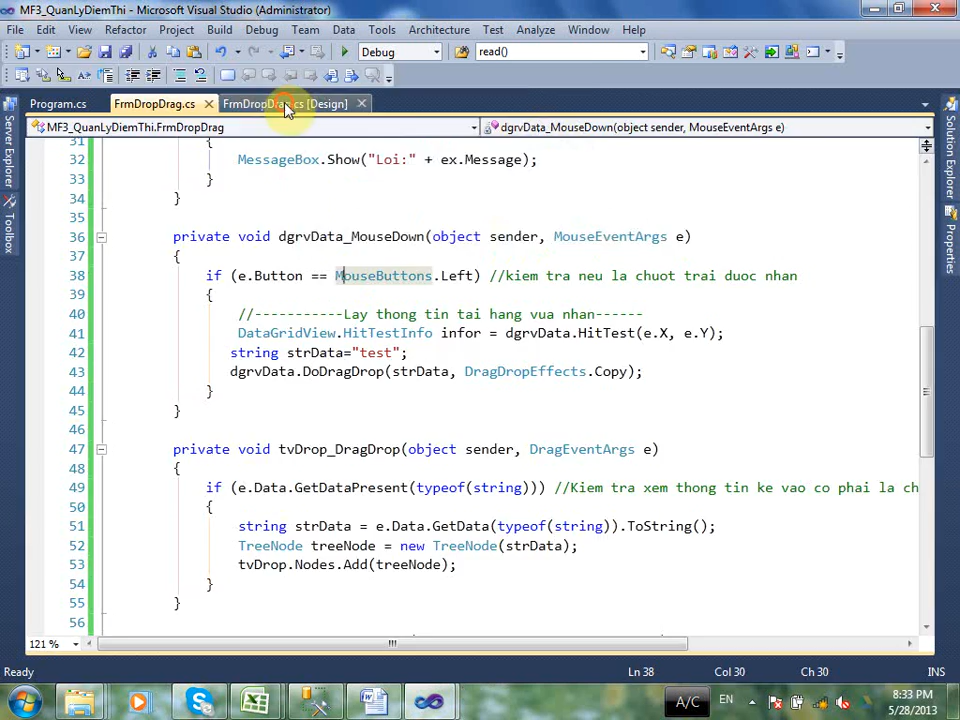 MF3_QuanLyDiemThi - Microsoft Visual Studio (Administrator)
File Edit View Refactor Project Build Debug Team Data Tools Architecture Test Analyze Window Help
Debug read()
Program.cs FrmDropDrag.cs FrmDropDrag.cs [Design]
MF3_QuanLyDiemThi.FrmDropDrag dgrvData_MouseDown(object sender, MouseEventArgs e)
Server Explorer
Toolbox
Solution Explorer
Properties
31 {
32 MessageBox.Show("Loi:" + ex.Message);
33 }
34 }
35
36 private void dgrvData_MouseDown(object sender, MouseEventArgs e)
37 {
38 if (e.Button == MouseButtons.Left) //kiem tra neu la chuot trai duoc nhan
39 {
40 //-----------Lay thong tin tai hang vua nhan------
41 DataGridView.HitTestInfo infor = dgrvData.HitTest(e.X, e.Y);
42 string strData="test";
43 dgrvData.DoDragDrop(strData, DragDropEffects.Copy);
44 }
45 }
46
47 private void tvDrop_DragDrop(object sender, DragEventArgs e)
48 {
49 if (e.Data.GetDataPresent(typeof(string))) //Kiem tra xem thong tin ke vao co phai la ch
50 {
51 string strData = e.Data.GetData(typeof(string)).ToString();
52 TreeNode treeNode = new TreeNode(strData);
53 tvDrop.Nodes.Add(treeNode);
54 }
55 }
56
121 %
Ready Ln 38 Col 30 Ch 30 INS
A/C EN 8:33 PM
5/28/2013